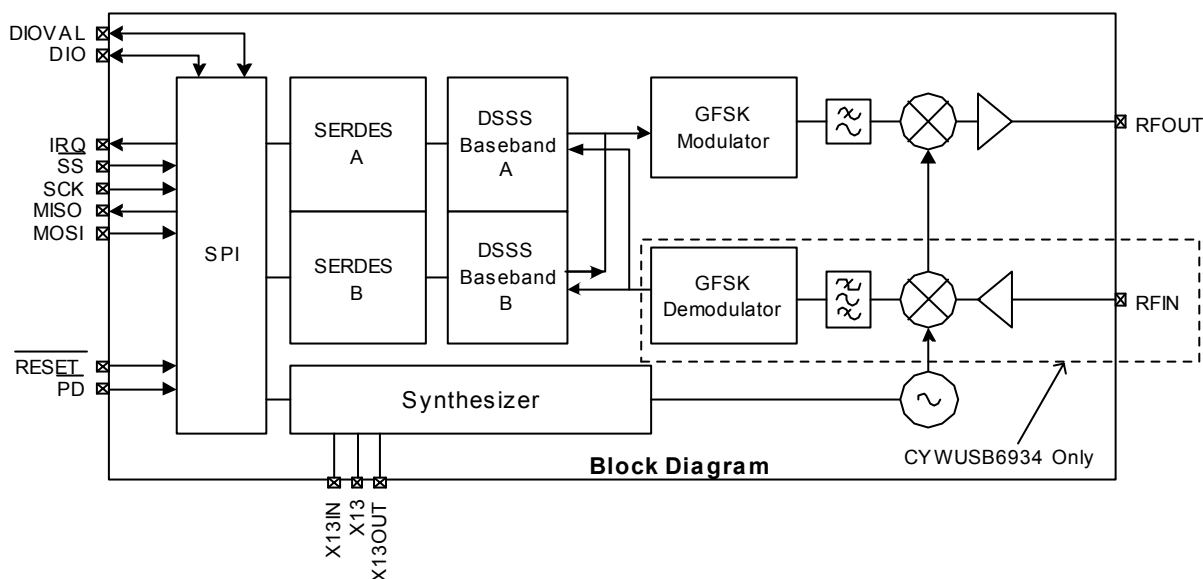 DIOVAL
DIO
IRQ
SS
SCK
MISO
MOSI
RESET
PD
SPI
SERDES
A
SERDES
B
DSSS
Baseband
A
DSSS
Baseband
B
GFSK
Modulator
GFSK
Demodulator
RFOUT
RFIN
Synthesizer
CYWUSB6934 Only
Block Diagram
X13IN
X13
X13OUT